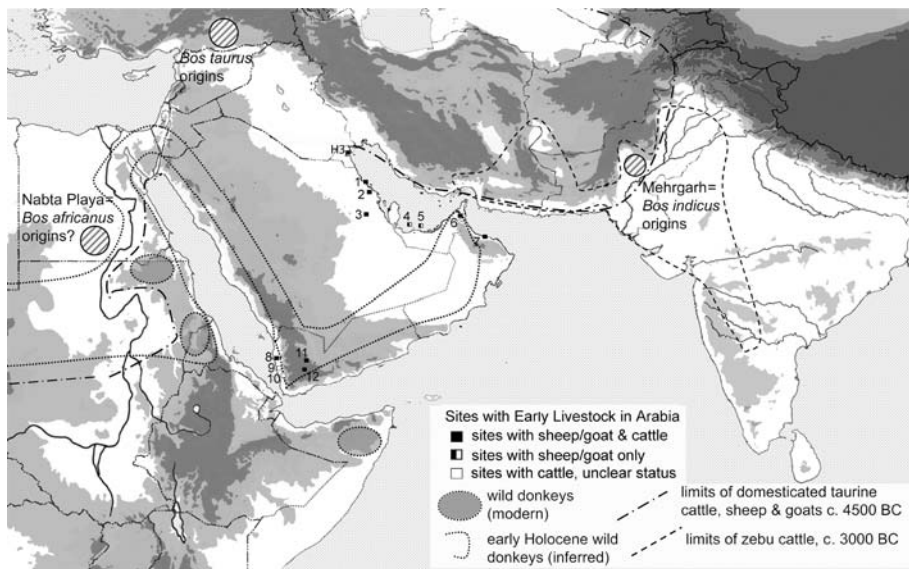 Bos taurus
origins
H3
1
2
3
4
5
6
7
Nabta Playa=
Bos africanus
origins?
Mehrgarh=
Bos indicus
origins
8
9
10
11
12
Sites with Early Livestock in Arabia
sites with sheep/goat & cattle
sites with sheep/goat only
sites with cattle, unclear status
wild donkeys
(modern)
early Holocene wild
donkeys (inferred)
limits of domesticated taurine
cattle, sheep & goats c. 4500 BC
limits of zebu cattle, c. 3000 BC